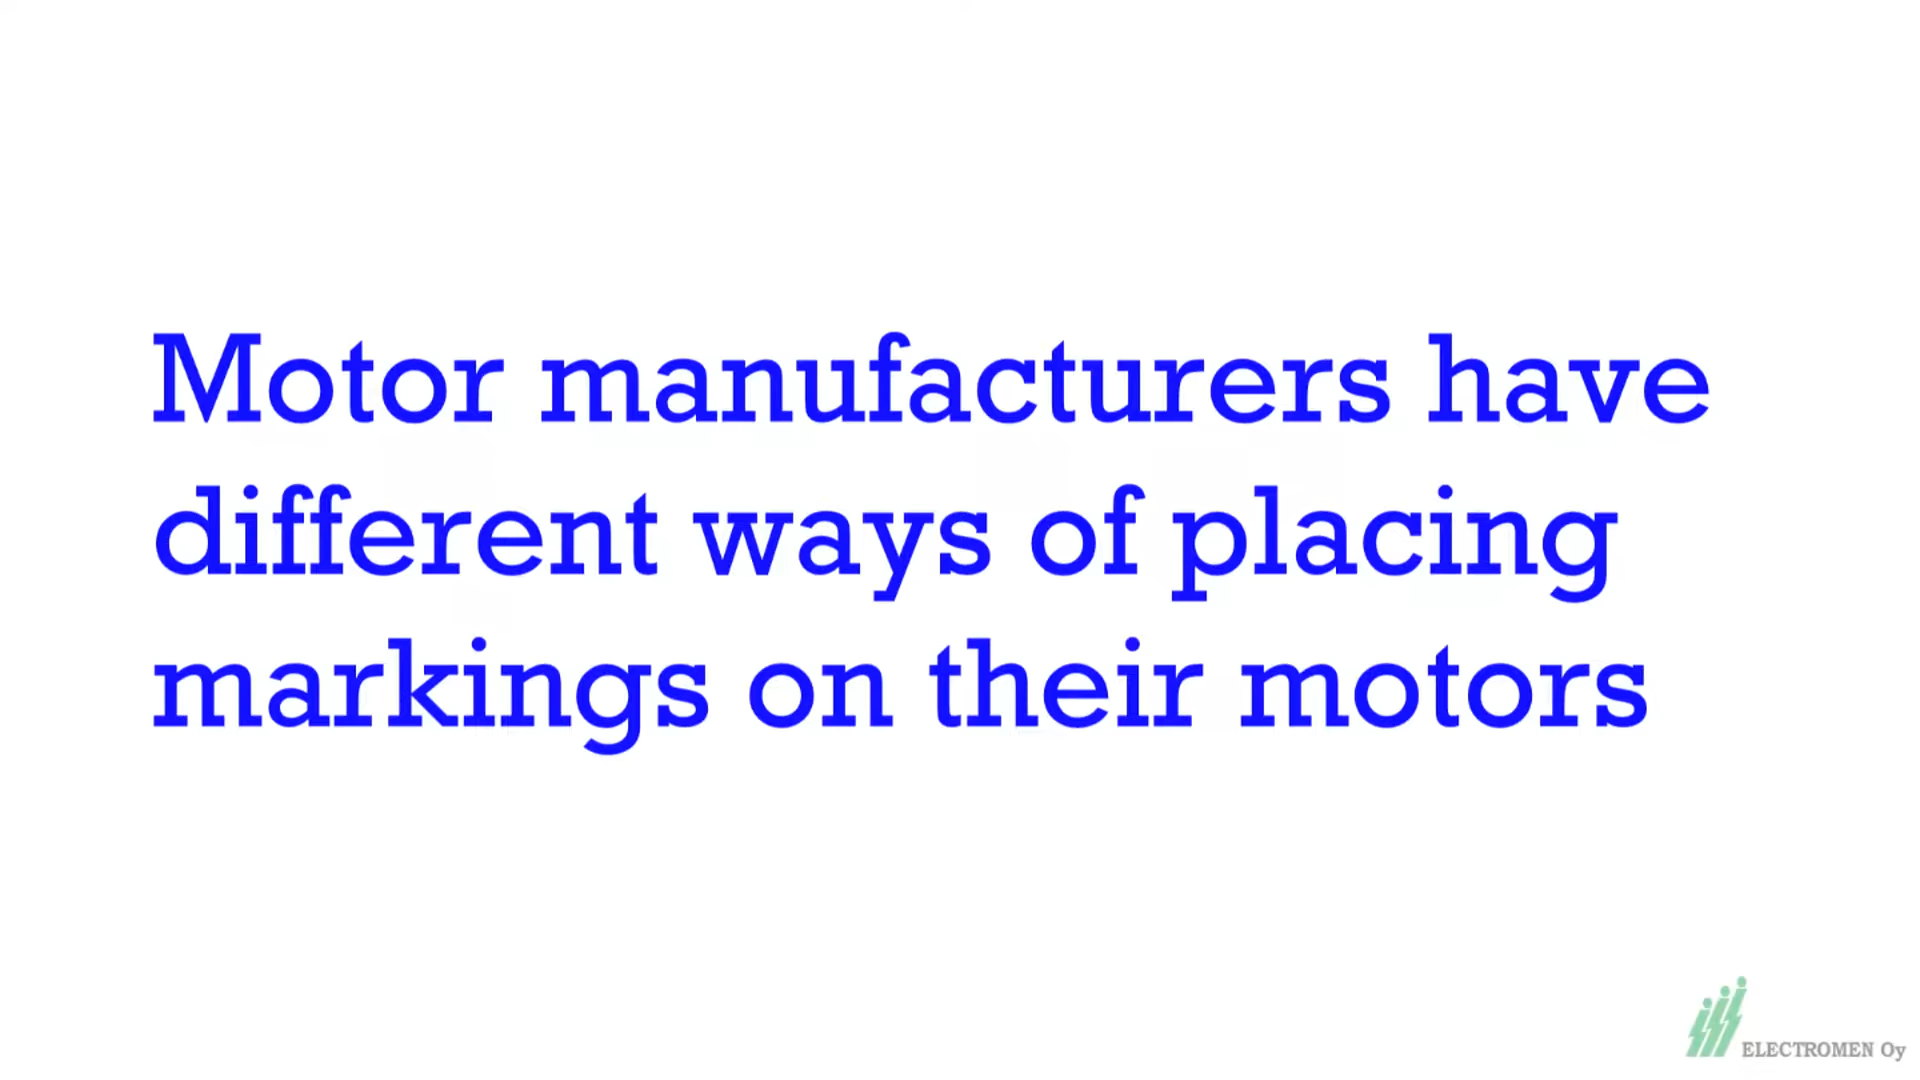 Motor manufacturers have
different ways of placing
markings on their motors
ELECTROMEN Oy